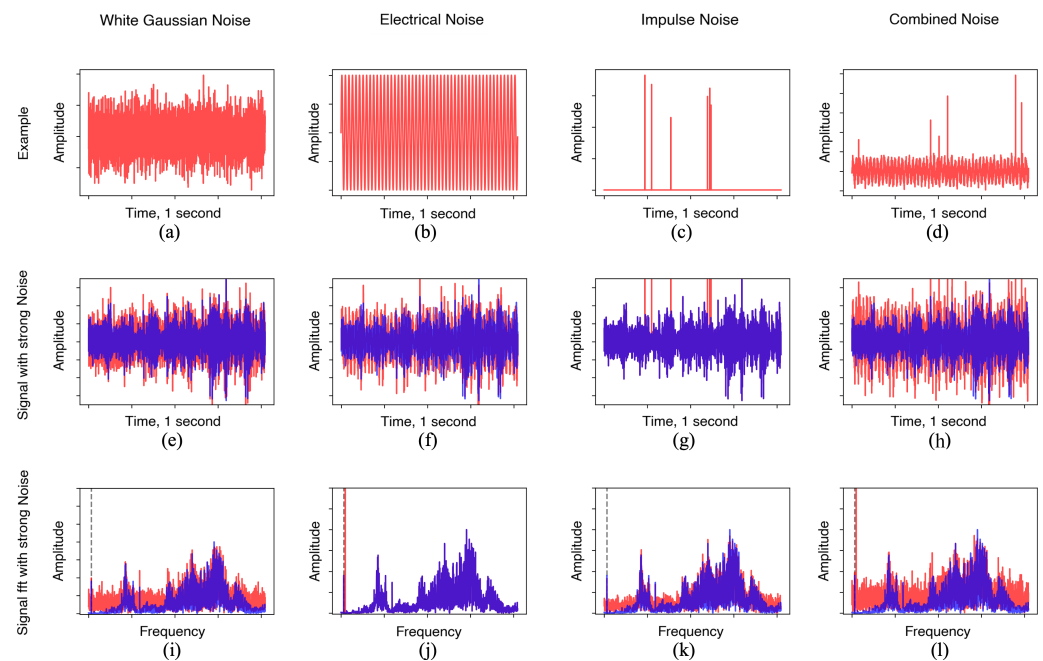 White Gaussian Noise
Electrical Noise
Impulse Noise
Combined Noise
Example
Amplitude
Time, 1 second
(a)
Amplitude
Time, 1 second
(b)
Amplitude
Time, 1 second
(c)
Amplitude
Time, 1 second
(d)
Signal with strong Noise
Amplitude
Time, 1 second
(e)
Amplitude
Time, 1 second
(f)
Amplitude
Time, 1 second
(g)
Amplitude
Time, 1 second
(h)
Signal fft with strong Noise
Amplitude
Frequency
(i)
Amplitude
Frequency
(j)
Amplitude
Frequency
(k)
Amplitude
Frequency
(l)